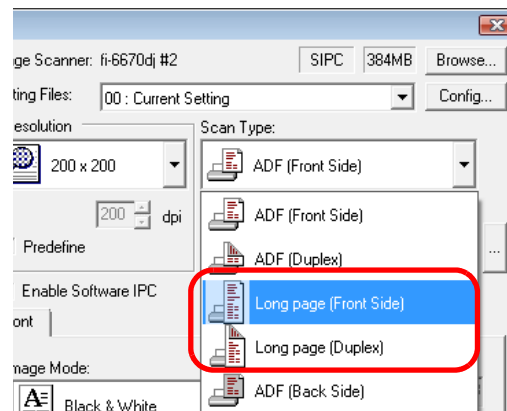 ge Scanner: fi-6670dj #2 SIPC 384MB Browse...
ting Files: 00 : Current Setting Config...
esolution Scan Type:
200 x 200 ADF (Front Side)
200 dpi ADF (Front Side)
Predefine ADF (Duplex) ...
Enable Software IPC Long page (Front Side)
ont Long page (Duplex)
mage Mode:
A Black & White ADF (Back Side)